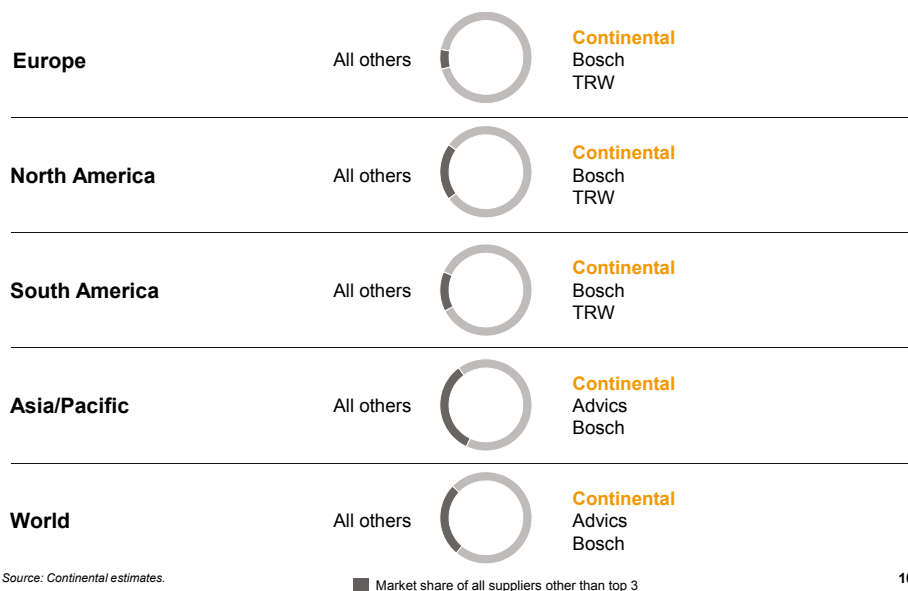 Europe
All others
Continental
Bosch
TRW
North America
All others
Continental
Bosch
TRW
South America
All others
Continental
Bosch
TRW
Asia/Pacific
All others
Continental
Advics
Bosch
World
All others
Continental
Advics
Bosch
Source: Continental estimates.
Market share of all suppliers other than top 3